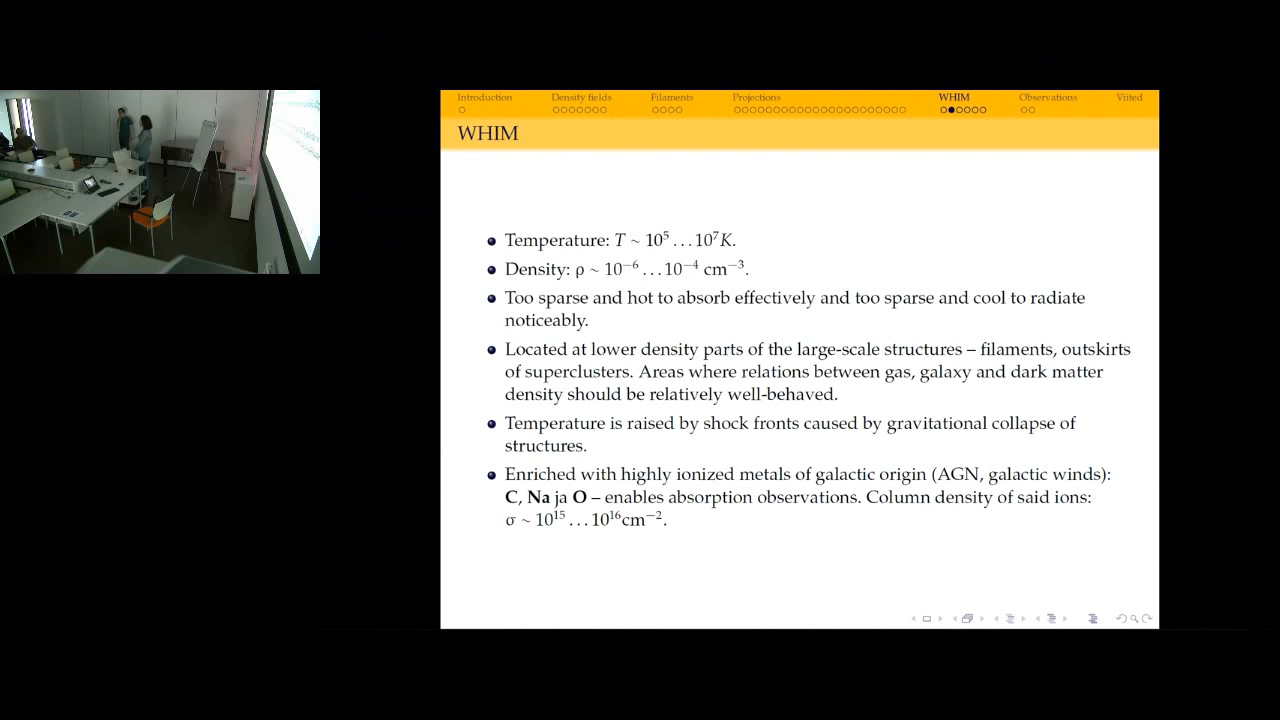 Introduction Density fields Filaments Projections WHIM Observations Viited
WHIM
Temperature: T ~ 10⁵ … 10⁷K.
Density: ρ ~ 10⁻⁶ … 10⁻⁴ cm⁻³.
Too sparse and hot to absorb effectively and too sparse and cool to radiate
noticeably.
Located at lower density parts of the large-scale structures – filaments, outskirts
of superclusters. Areas where relations between gas, galaxy and dark matter
density should be relatively well-behaved.
Temperature is raised by shock fronts caused by gravitational collapse of
structures.
Enriched with highly ionized metals of galactic origin (AGN, galactic winds):
C, Na ja O – enables absorption observations. Column density of said ions:
σ ~ 10¹⁵ … 10¹⁶cm⁻².